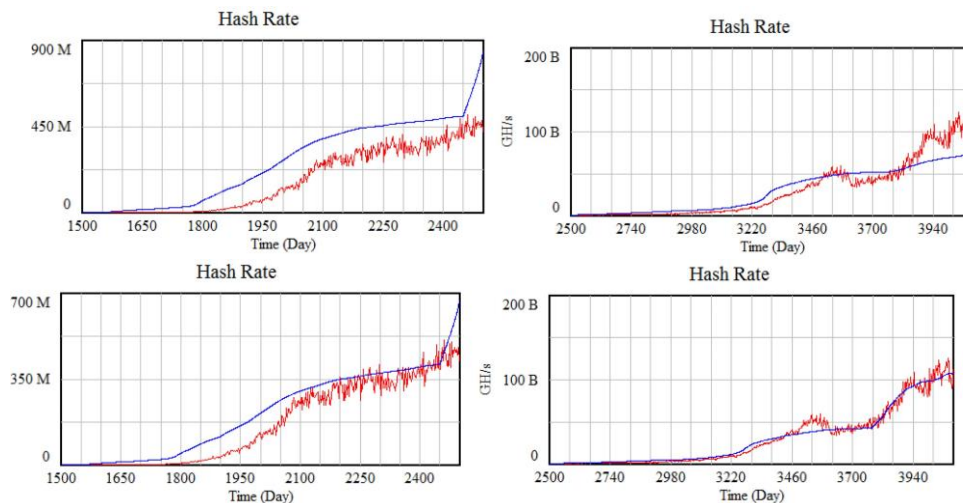 Hash Rate
900 M
450 M
0
1500 1650 1800 1950 2100 2250 2400
Time (Day)
Hash Rate
200 B
100 B
0
GH/s
2500 2740 2980 3220 3460 3700 3940
Time (Day)
Hash Rate
700 M
350 M
0
1500 1650 1800 1950 2100 2250 2400
Time (Day)
Hash Rate
200 B
100 B
0
GH/s
2500 2740 2980 3220 3460 3700 3940
Time (Day)